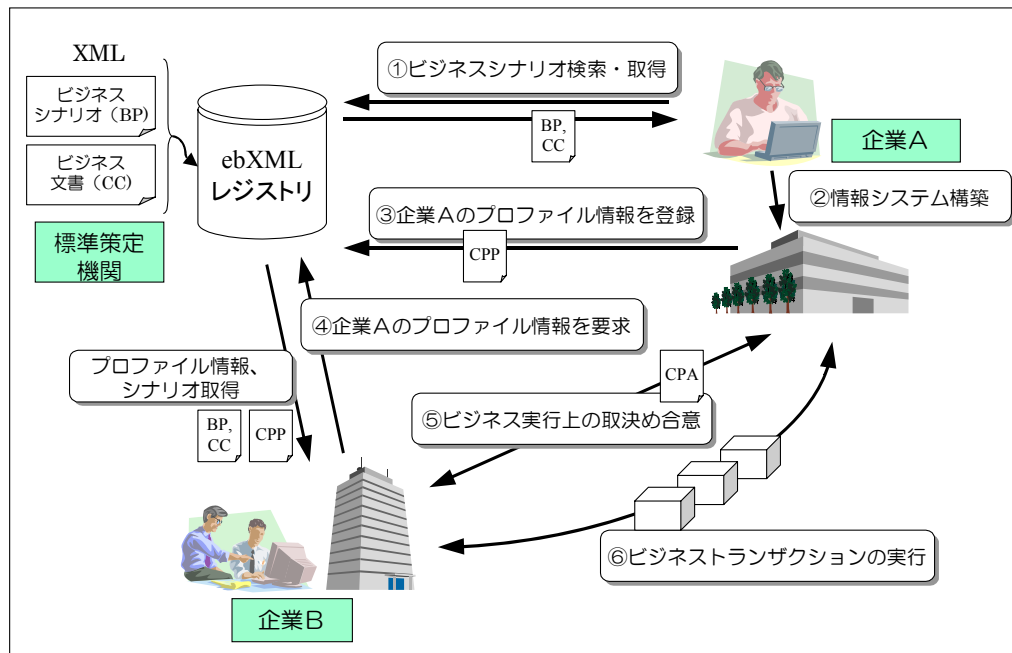 XML
ビジネス
シナリオ（BP)
ビジネス
文書（CC）
標準策定
機関
ebXML
レジストリ
①ビジネスシナリオ検索・取得
BP,
CC
企業A
②情報システム構築
③企業Aのプロファイル情報を登録
CPP
④企業Aのプロファイル情報を要求
プロファイル情報、
シナリオ取得
BP,
CC
CPP
CPA
⑤ビジネス実行上の取決め合意
⑥ビジネストランザクションの実行
企業B